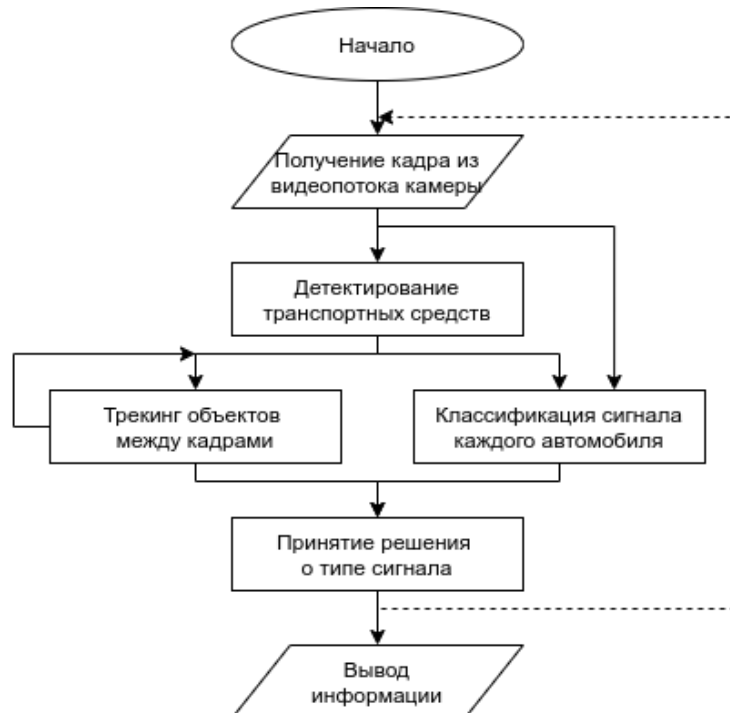 Начало
Получение кадра из
видеопотока камеры
Детектирование
транспортных средств
Трекинг объектов
между кадрами
Классификация сигнала
каждого автомобиля
Принятие решения
о типе сигнала
Вывод
информации